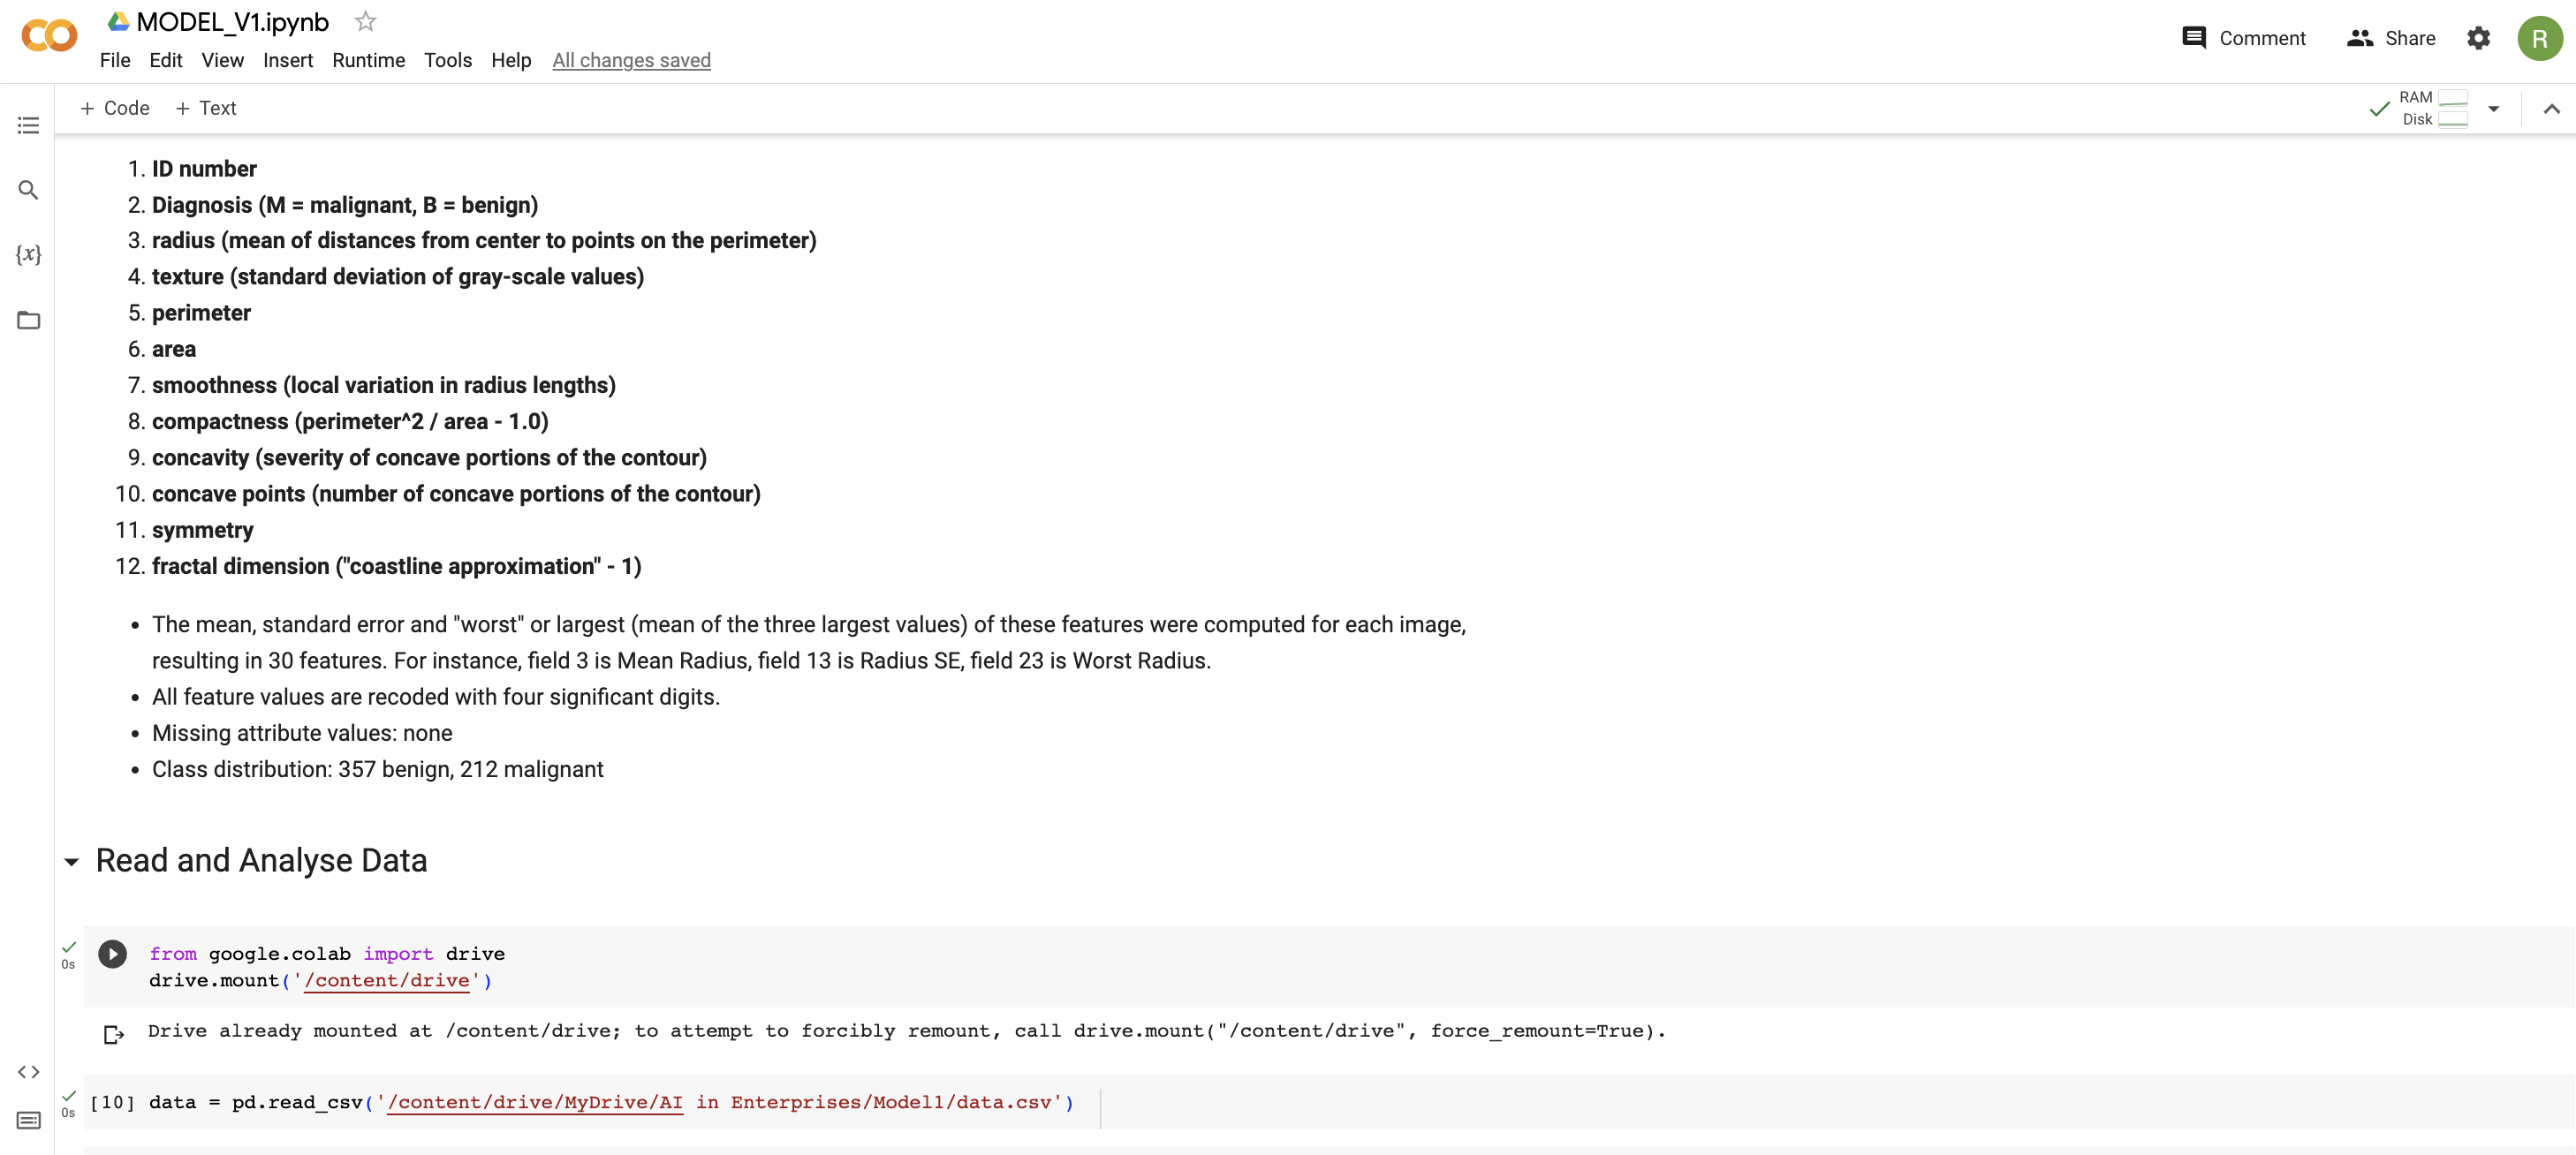 MODEL_V1.ipynb
File Edit View Insert Runtime Tools Help All changes saved
Comment Share R
+ Code + Text
RAM
Disk
1. ID number
2. Diagnosis (M = malignant, B = benign)
3. radius (mean of distances from center to points on the perimeter)
4. texture (standard deviation of gray-scale values)
5. perimeter
6. area
7. smoothness (local variation in radius lengths)
8. compactness (perimeter^2 / area - 1.0)
9. concavity (severity of concave portions of the contour)
10. concave points (number of concave portions of the contour)
11. symmetry
12. fractal dimension ("coastline approximation" - 1)
• The mean, standard error and "worst" or largest (mean of the three largest values) of these features were computed for each image,
resulting in 30 features. For instance, field 3 is Mean Radius, field 13 is Radius SE, field 23 is Worst Radius.
• All feature values are recoded with four significant digits.
• Missing attribute values: none
• Class distribution: 357 benign, 212 malignant
Read and Analyse Data
0s
from google.colab import drive
drive.mount('/content/drive')
Drive already mounted at /content/drive; to attempt to forcibly remount, call drive.mount("/content/drive", force_remount=True).
0s
[10] data = pd.read_csv('/content/drive/MyDrive/AI in Enterprises/Model1/data.csv')
{x}
<>